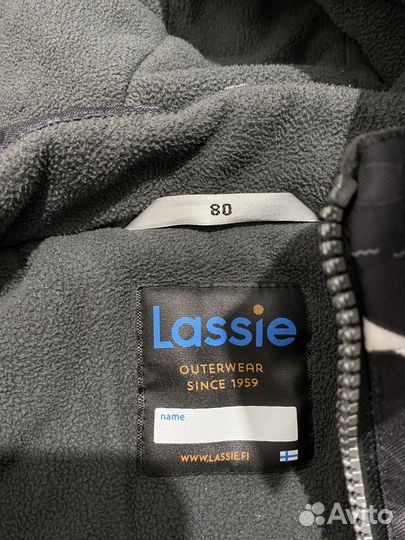 80
Lassie
OUTERWEAR
SINCE 1959
name
WWW.LASSIE.FI
Avito